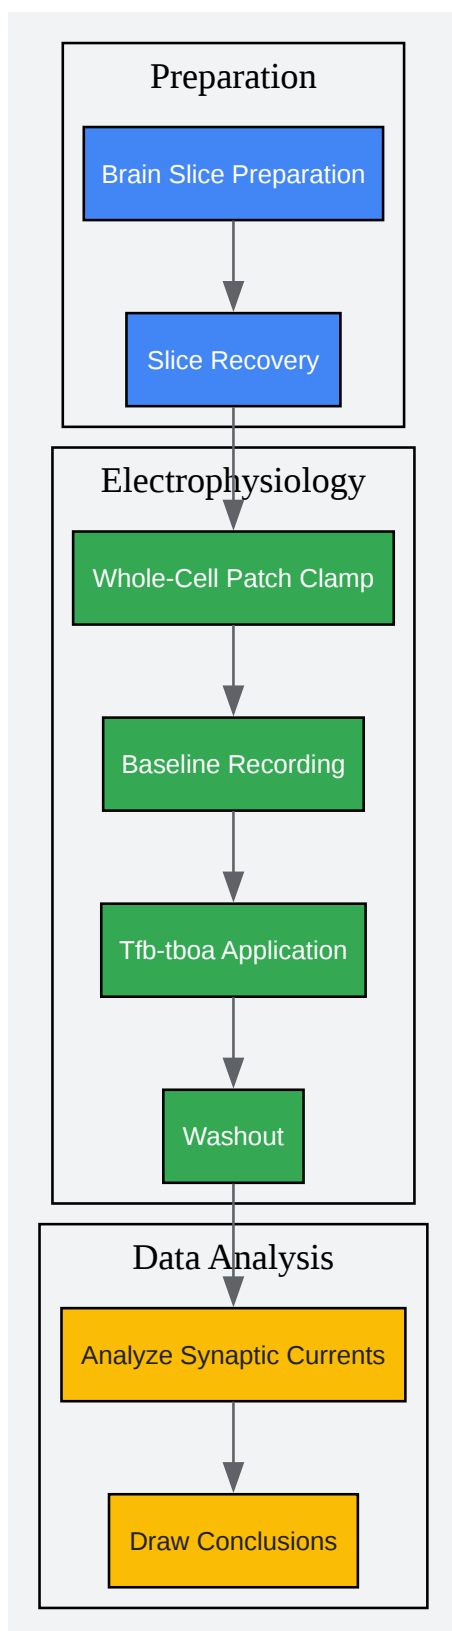 Preparation
Brain Slice Preparation
Slice Recovery
Electrophysiology
Whole-Cell Patch Clamp
Baseline Recording
Tfb-tboa Application
Washout
Data Analysis
Analyze Synaptic Currents
Draw Conclusions